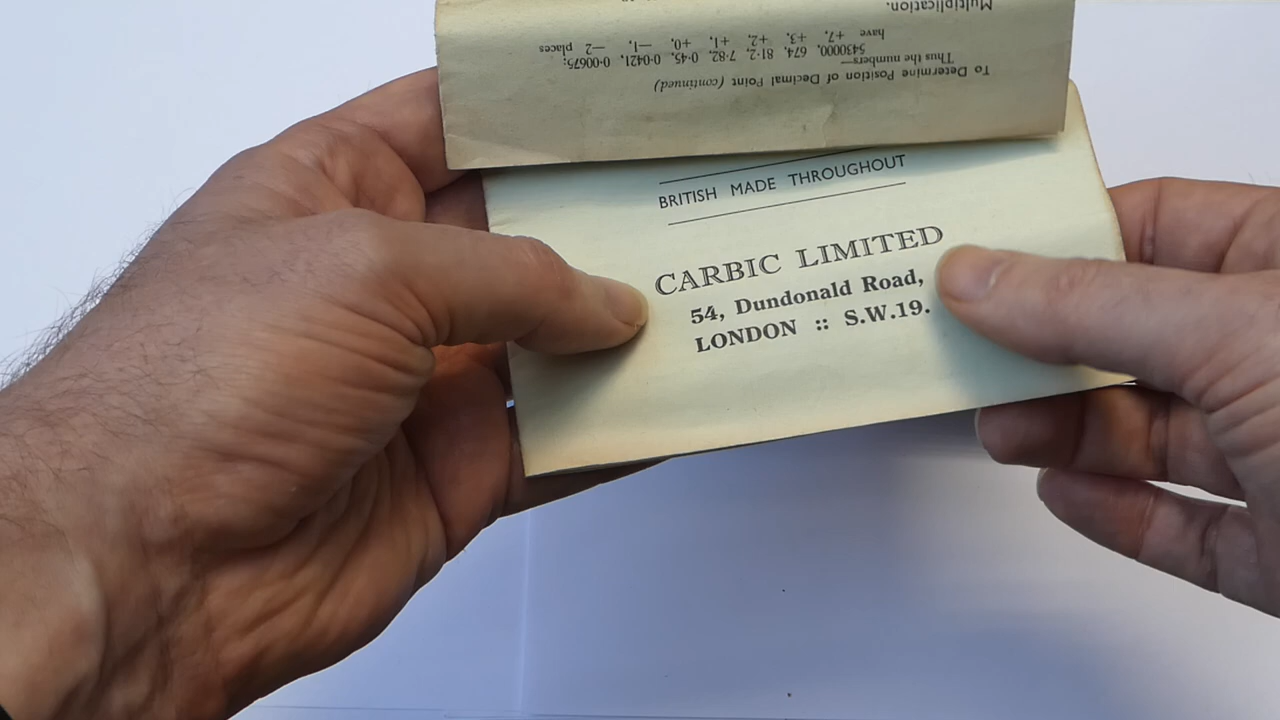 To Determine Position of Decimal Point (continued)
Thus the numbers—
5430000, 674, 81·2, 7·82, 0·45, 0·0421, 0·00675;
have +7, +3, +2, +1, +0, —1, —2 places
Multiplication.
BRITISH MADE THROUGHOUT
CARBIC LIMITED
54, Dundonald Road,
LONDON :: S.W.19.